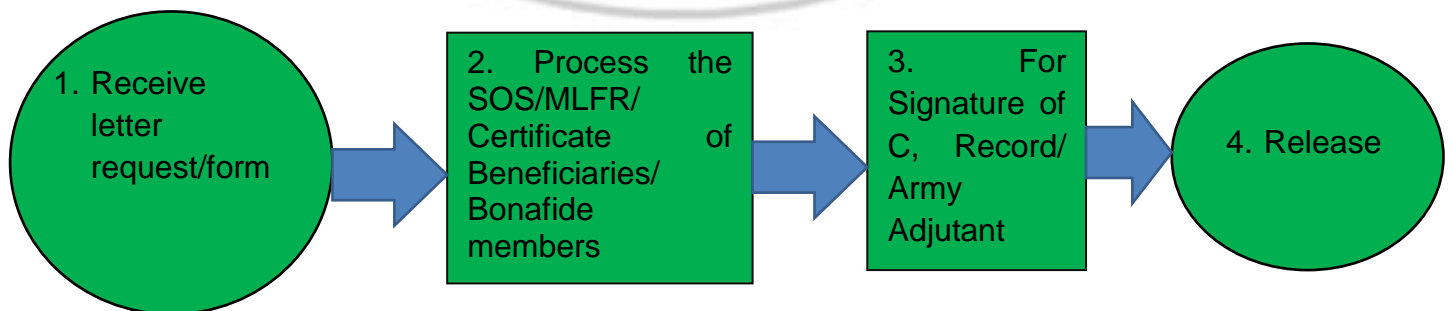 1. Receive
letter
request/form
2. Process the
SOS/MLFR/
Certificate of
Beneficiaries/
Bonafide
members
3. For
Signature of
C, Record/
Army
Adjutant
4. Release